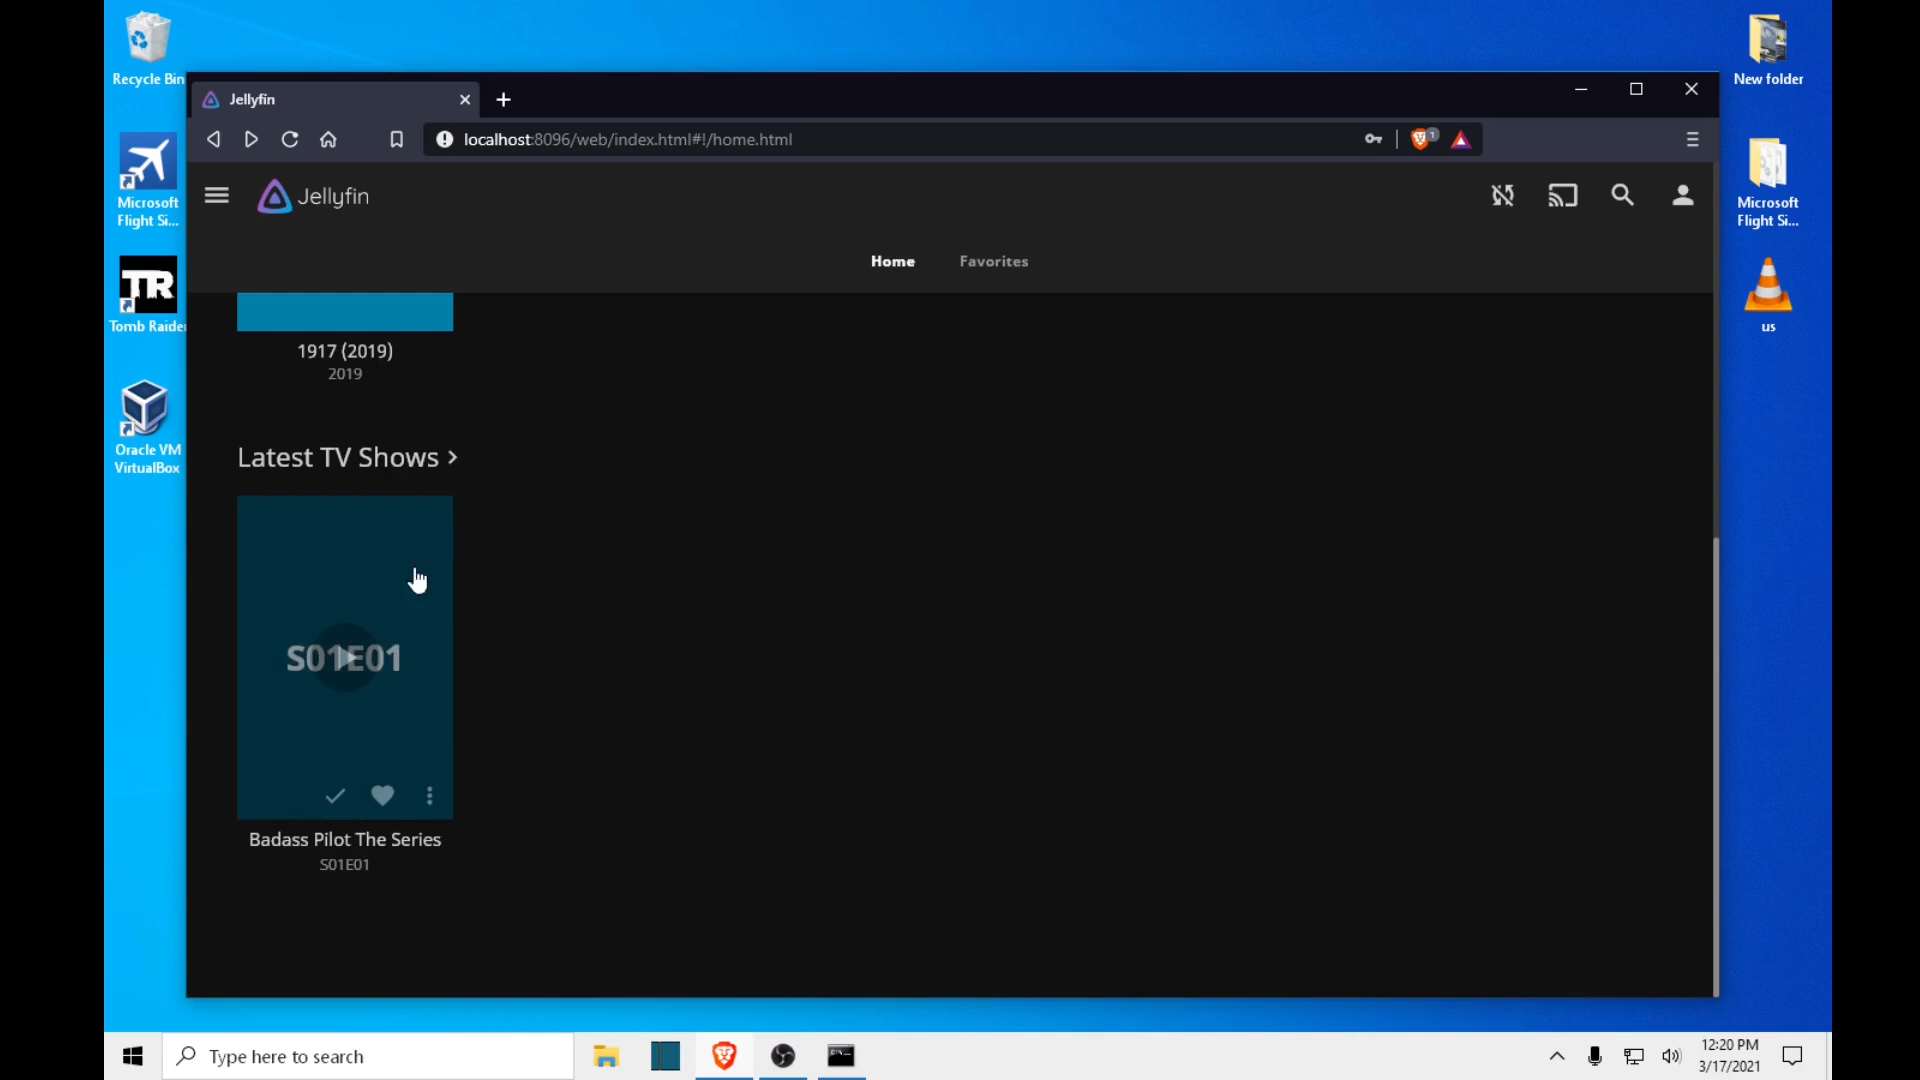 Recycle Bin
Microsoft
Flight Si...
TR
Tomb Raider
Oracle VM
VirtualBox
New folder
Microsoft
Flight Si...
us
Jellyfin
localhost:8096/web/index.html#!/home.html
1
Jellyfin
Home
Favorites
1917 (2019)
2019
Latest TV Shows
S01E01
Badass Pilot The Series
S01E01
Type here to search
12:20 PM
3/17/2021